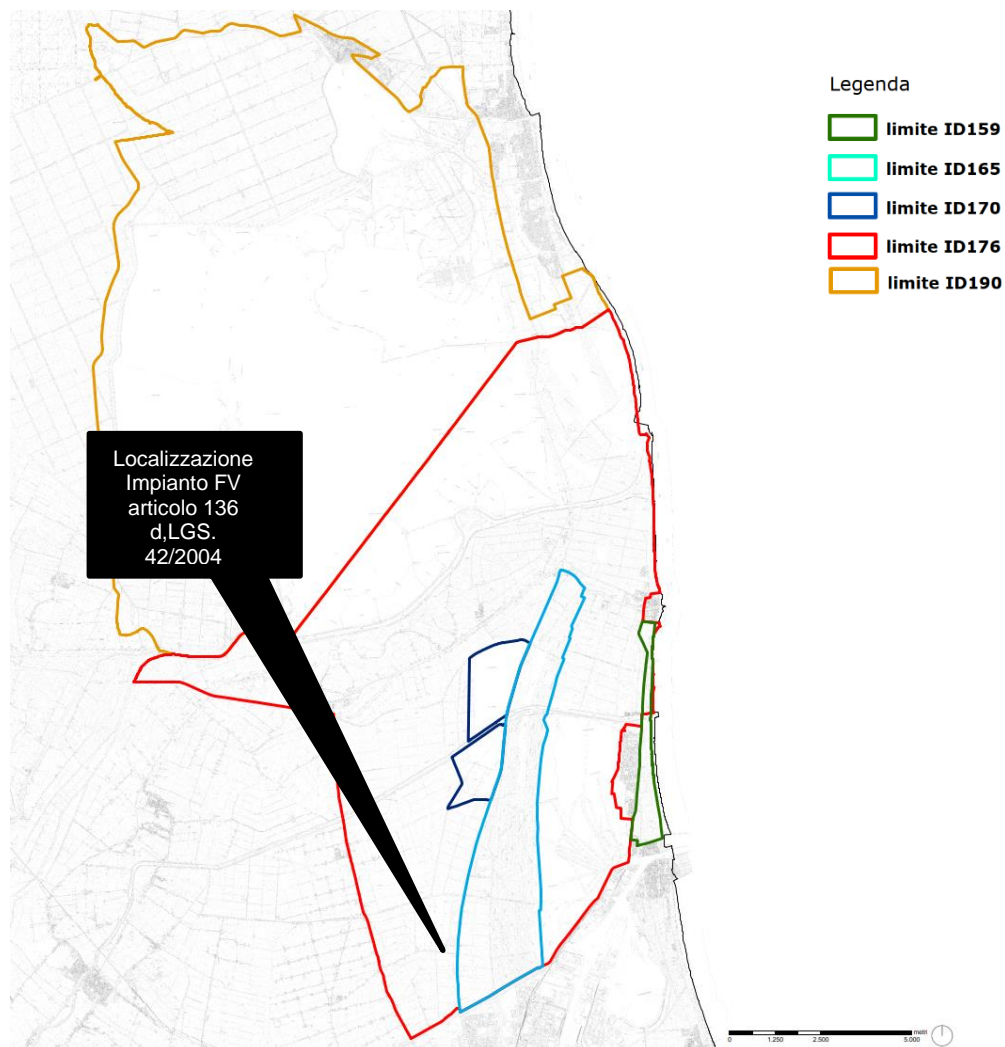 Legenda
limite ID159
limite ID165
limite ID170
limite ID176
limite ID190
Localizzazione
Impianto FV
articolo 136
d,LGS.
42/2004
metri
0 1.250 2.500 5.000